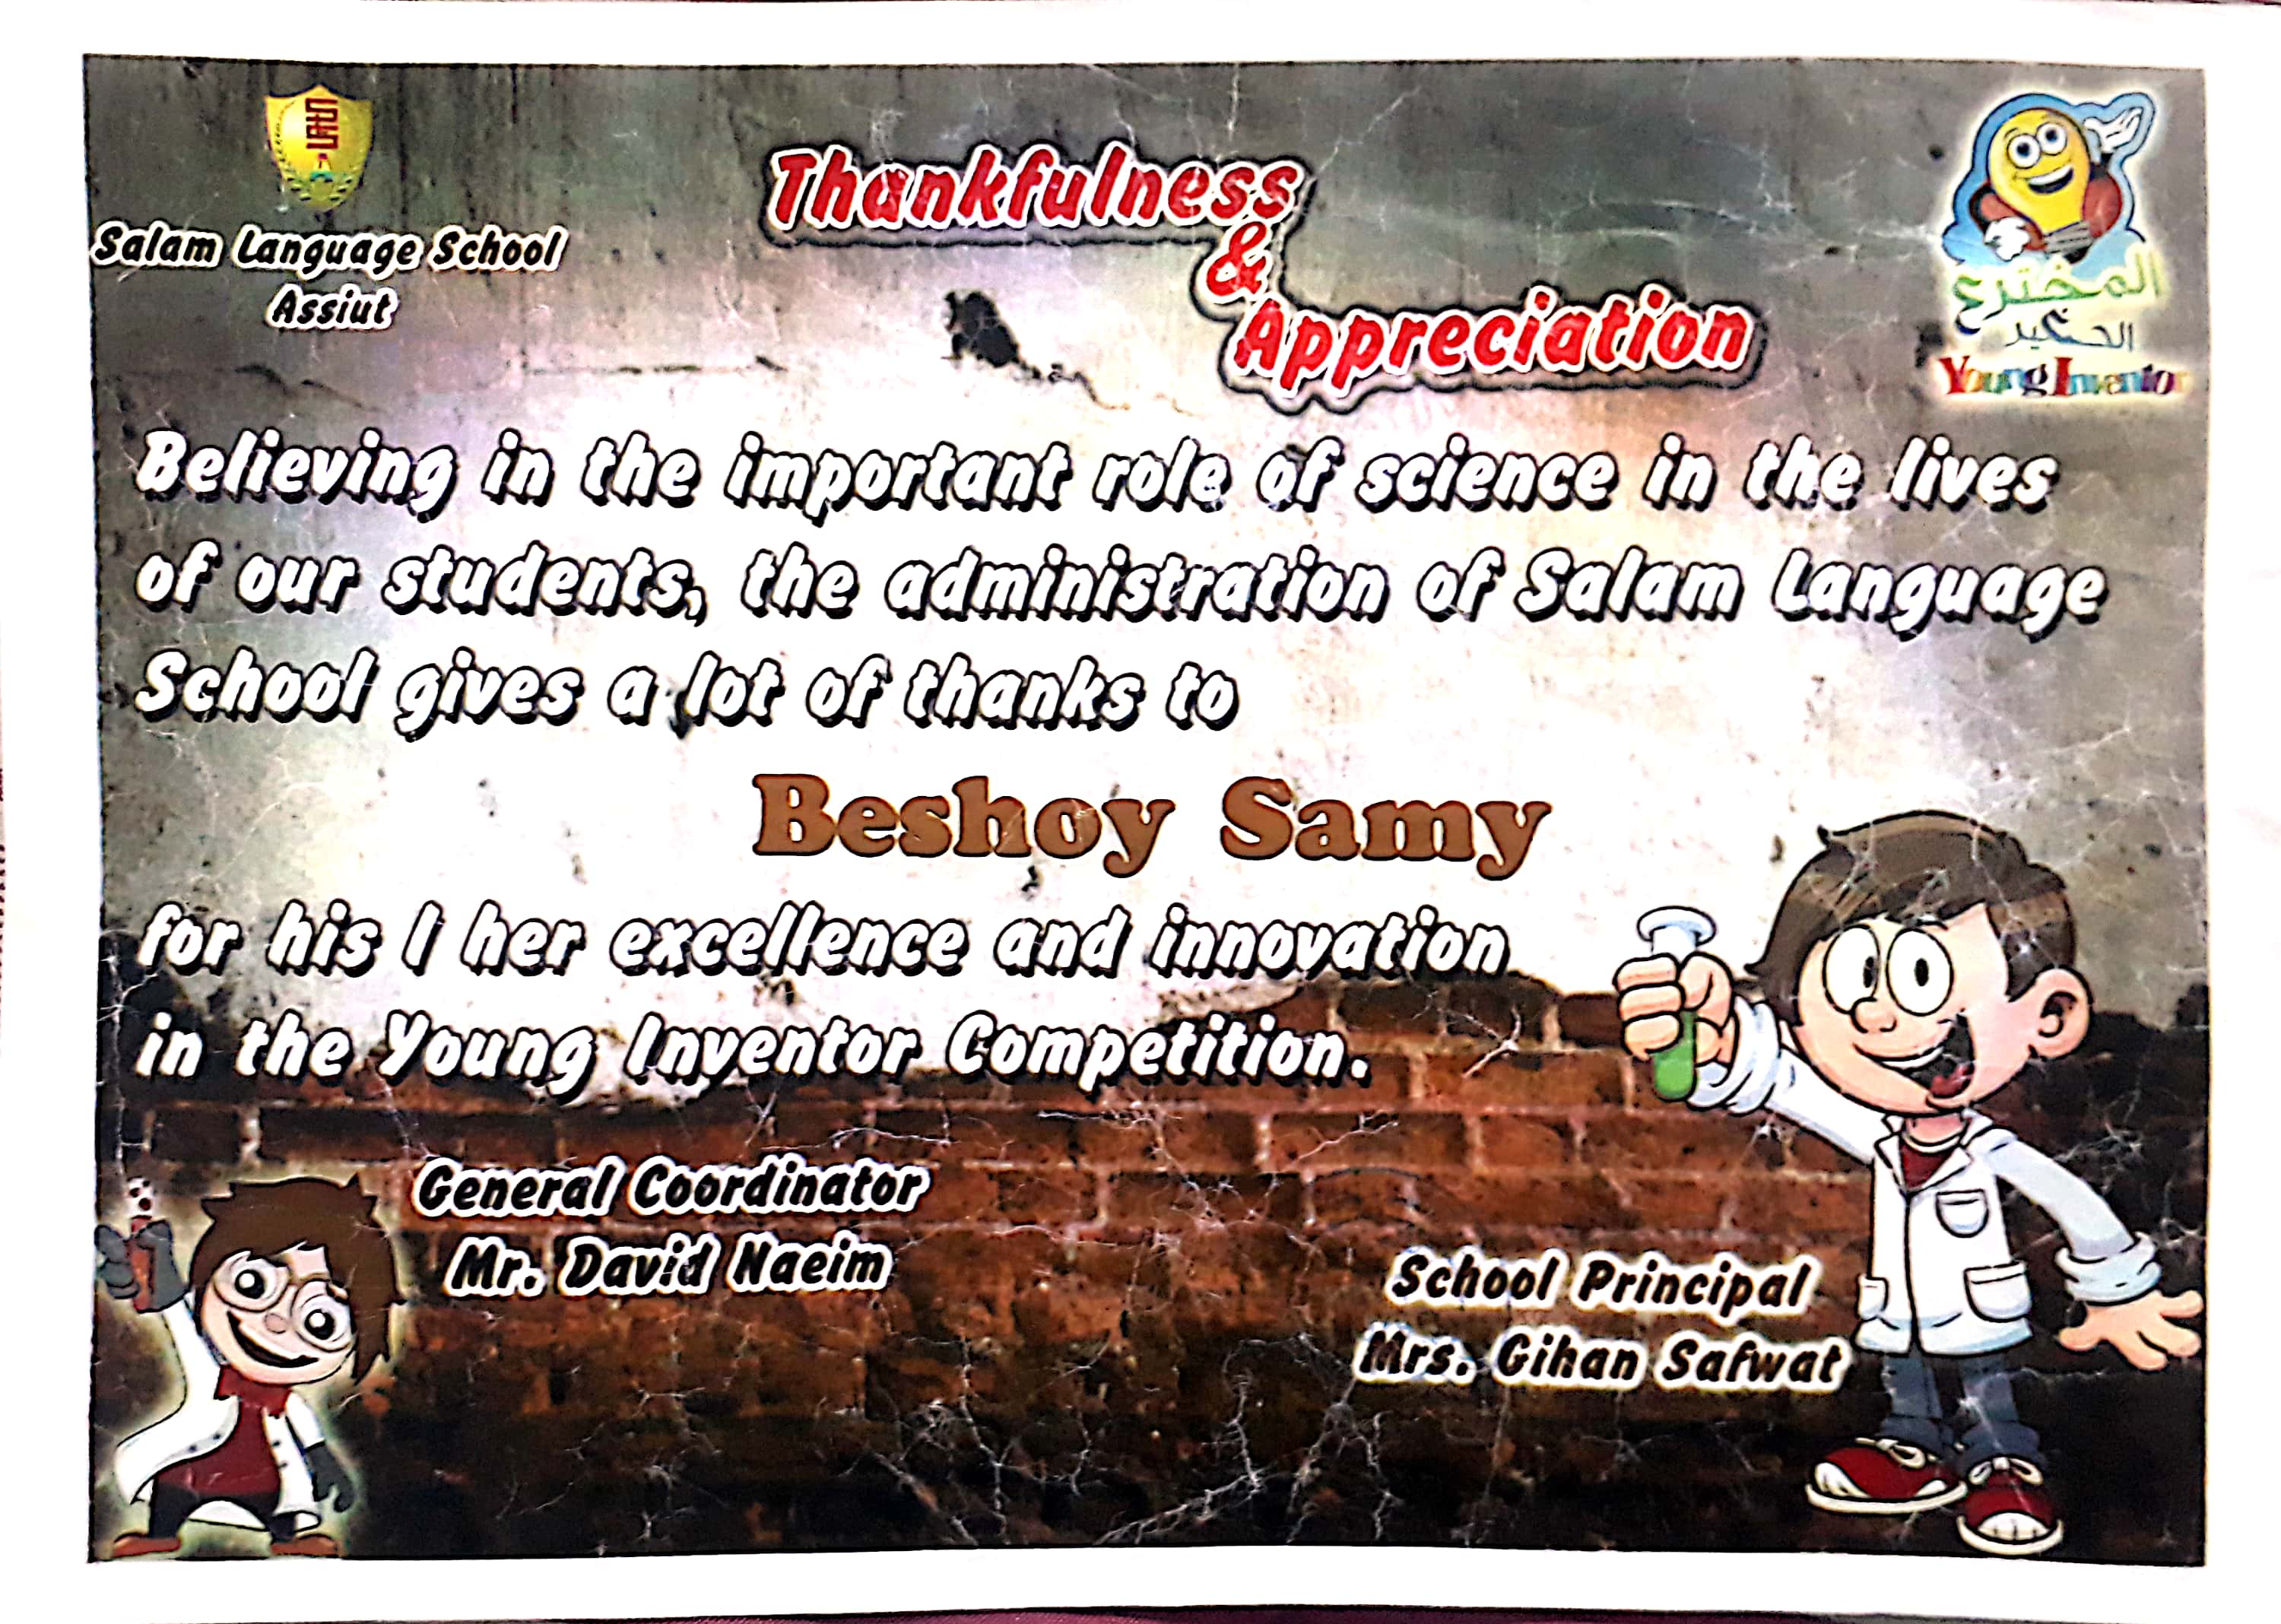 Salam Language School
Assiut
Thankfulness
&
Appreciation
المخترع
الصغير
Young Inventor
Believing in the important role of science in the lives
of our students, the administration of Salam Language
School gives a lot of thanks to
Beshoy Samy
for his / her excellence and innovation
in the Young Inventor Competition.
General Coordinator
Mr. David Naeim
School Principal
Mrs. Gihan Safwat